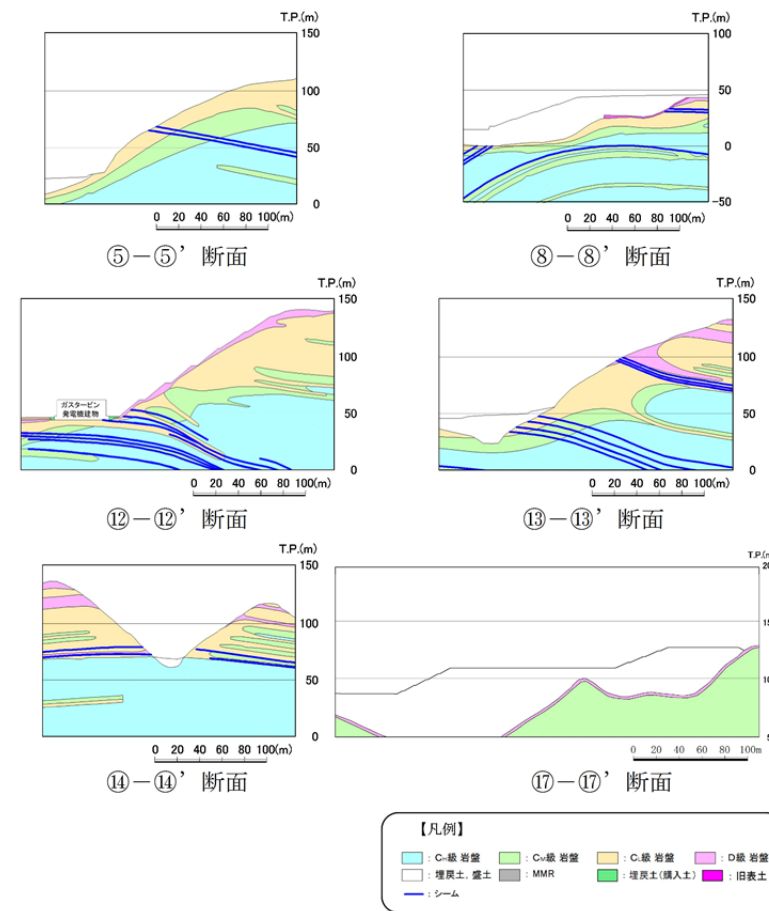 T.P.(m)
150
100
50
0
0 20 40 60 80 100(m)
⑤－⑤’ 断面
T.P.(m)
100
50
0
-50
0 20 40 60 80 100(m)
⑧－⑧’ 断面
T.P.(m)
150
100
50
0
ガスタービン
発電機建物
0 20 40 60 80 100(m)
⑫－⑫’ 断面
T.P.(m)
150
100
50
0
0 20 40 60 80 100(m)
⑬－⑬’ 断面
T.P.(m)
150
100
50
0
0 20 40 60 80 100(m)
⑭－⑭’ 断面
0 20 40 60 80 100m
⑰－⑰’ 断面
【凡例】
: CH級 岩盤 : CM級 岩盤 : CL級 岩盤 : D級 岩盤
: 埋戻土, 盛土 : MMR : 埋戻土(購入土) : 旧表土
: シーム